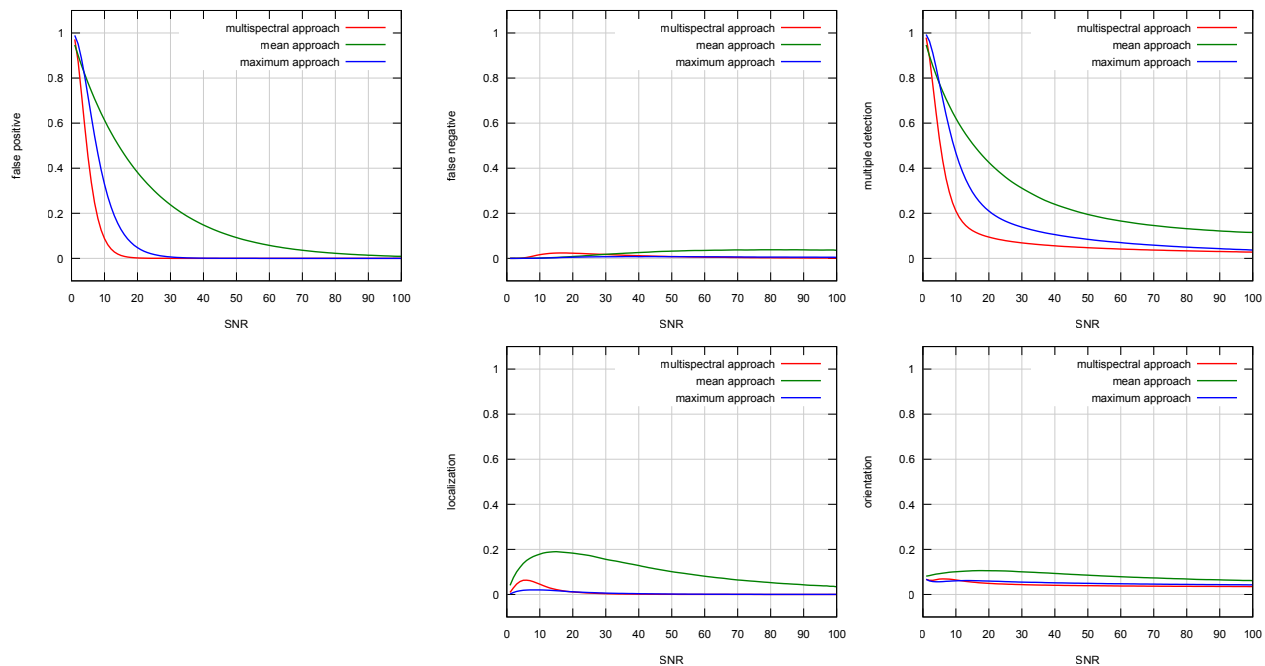 false positive
multispectral approach
mean approach
maximum approach
1
0.8
0.6
0.4
0.2
0
0 10 20 30 40 50 60 70 80 90 100
SNR
false negative
multispectral approach
mean approach
maximum approach
1
0.8
0.6
0.4
0.2
0
0 10 20 30 40 50 60 70 80 90 100
SNR
multiple detection
multispectral approach
mean approach
maximum approach
1
0.8
0.6
0.4
0.2
0
0 10 20 30 40 50 60 70 80 90 100
SNR
localization
multispectral approach
mean approach
maximum approach
1
0.8
0.6
0.4
0.2
0
0 10 20 30 40 50 60 70 80 90 100
SNR
orientation
multispectral approach
mean approach
maximum approach
1
0.8
0.6
0.4
0.2
0
0 10 20 30 40 50 60 70 80 90 100
SNR